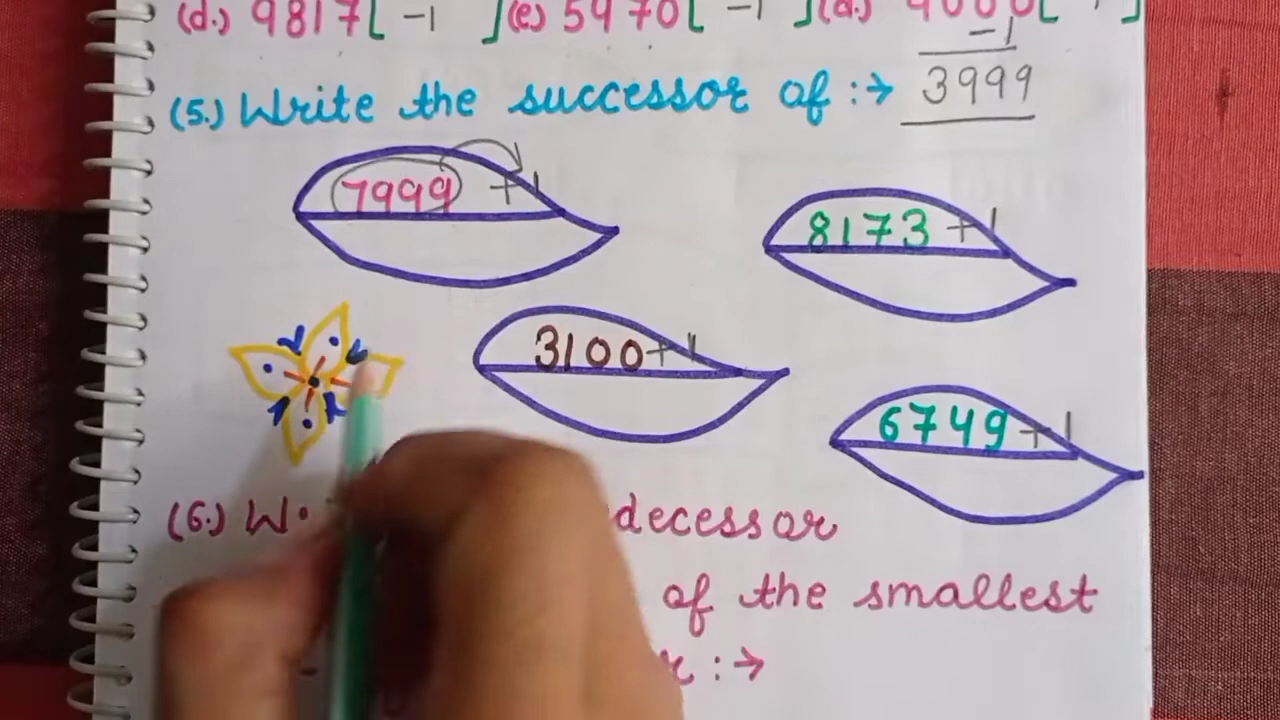 (d.) 9817[ -1 ] (e.) 5970[ -1 ] (d.) 4000[ ]
-1
3999
(5.) Write the successor of :→
7999 +1
8173 +1
3100 +1
6749 +1
(6.) decessor
of the smallest
:→